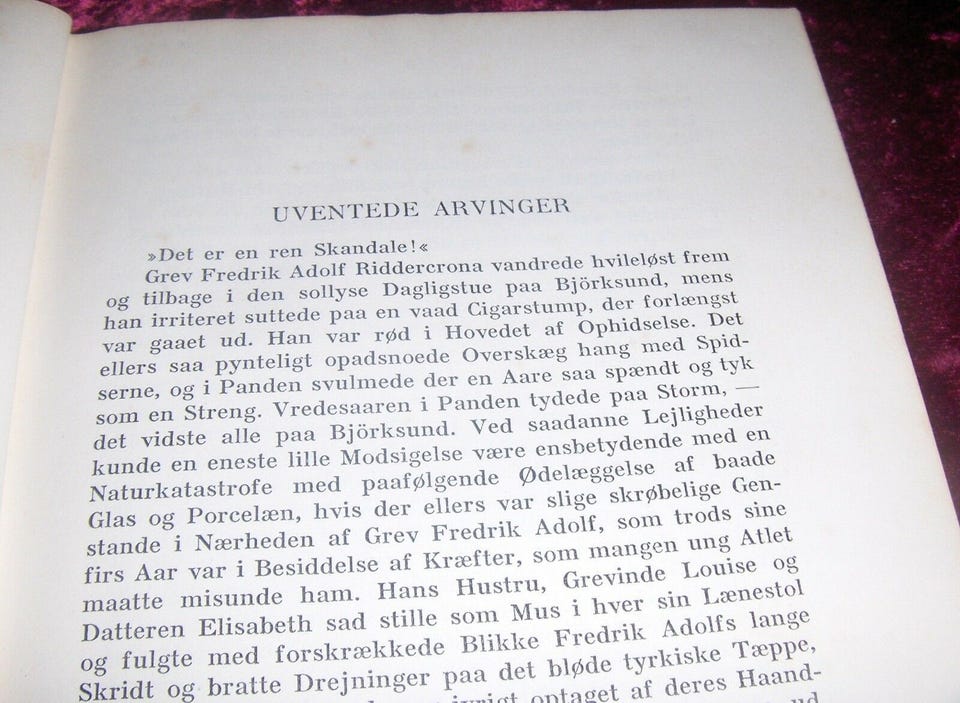 UVENTEDE ARVINGER
»Det er en ren Skandale!«
Grev Fredrik Adolf Riddercrona vandrede hvileløst frem
og tilbage i den sollyse Dagligstue paa Björksund, mens
han irriteret suttede paa en vaad Cigarstump, der forlængst
var gaaet ud. Han var rød i Hovedet af Ophidselse. Det
ellers saa pynteligt opadsnoede Overskæg hang med Spid-
serne, og i Panden svulmede der en Aare saa spændt og tyk
som en Streng. Vredesaaren i Panden tydede paa Storm, —
det vidste alle paa Björksund. Ved saadanne Lejligheder
kunde en eneste lille Modsigelse være ensbetydende med en
Naturkatastrofe med paafølgende Ødelæggelse af baade
Glas og Porcelæn, hvis der ellers var slige skrøbelige Gen-
stande i Nærheden af Grev Fredrik Adolf, som trods sine
firs Aar var i Besiddelse af Kræfter, som mangen ung Atlet
maatte misunde ham. Hans Hustru, Grevinde Louise og
Datteren Elisabeth sad stille som Mus i hver sin Lænestol
og fulgte med forskrækkede Blikke Fredrik Adolfs lange
Skridt og bratte Drejninger paa det bløde tyrkiske Tæppe,
ivrigt optaget af deres Haand-
ud